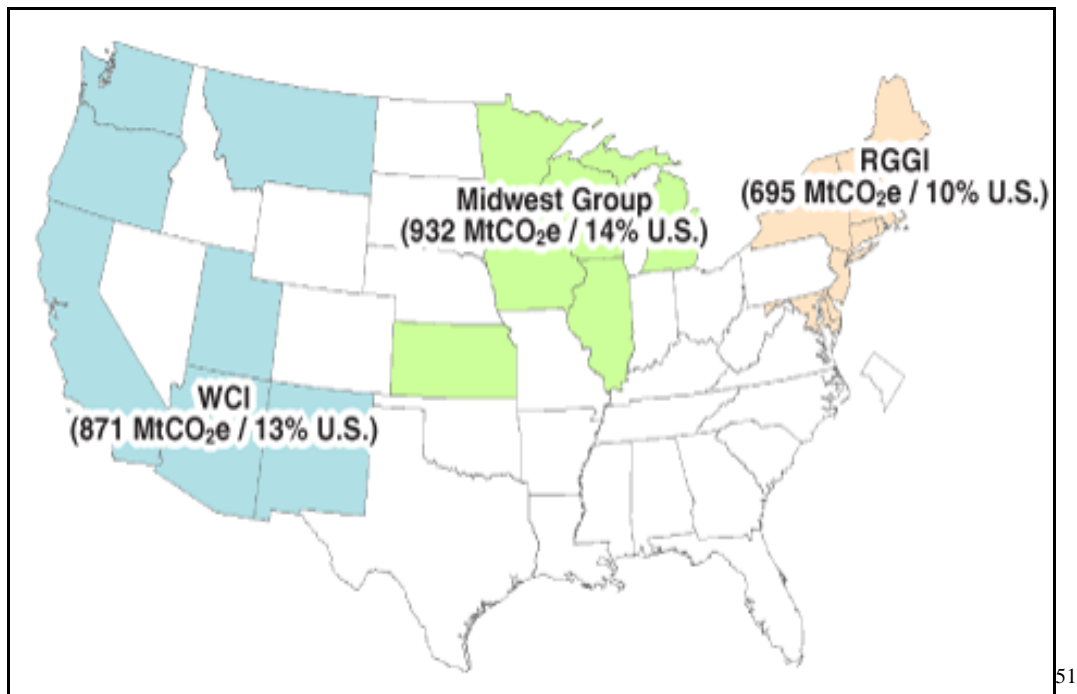 RGGI
(695 MtCO₂e / 10% U.S.)
Midwest Group
(932 MtCO₂e / 14% U.S.)
WCI
(871 MtCO₂e / 13% U.S.)
51